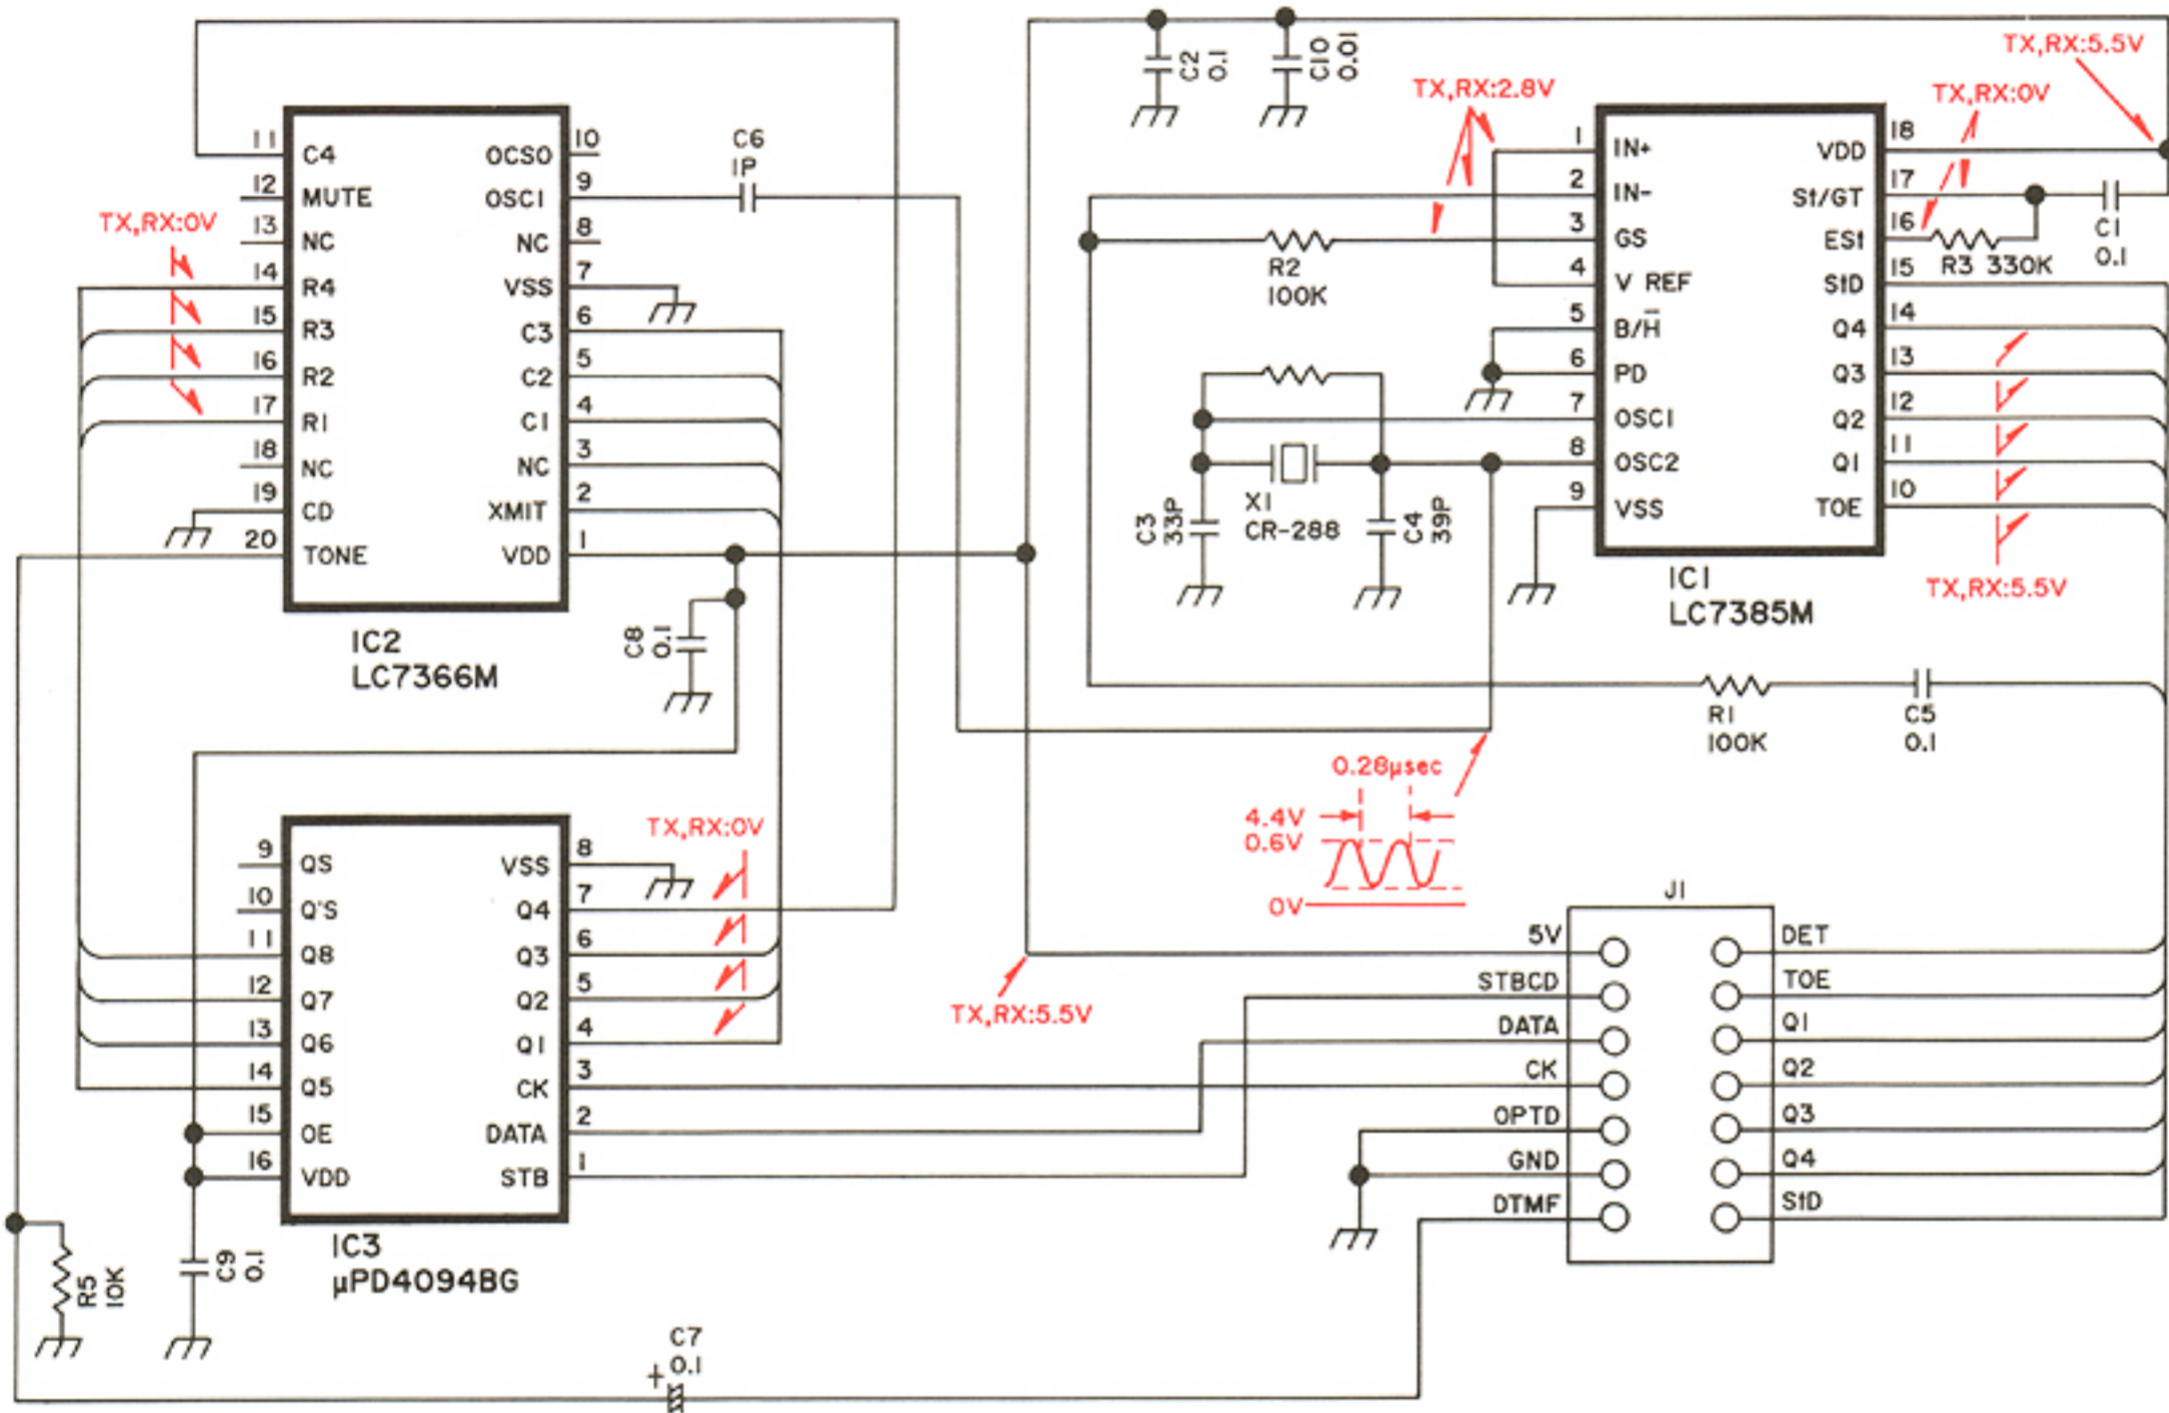 C2
0.1
C10
0.01
TX,RX:5.5V
TX,RX:2.8V
TX,RX:0V
11 C4
12 MUTE
13 NC
14 R4
15 R3
16 R2
17 R1
18 NC
19 CD
20 TONE
OCSO 10
OSC1 9
NC 8
VSS 7
C3 6
C2 5
C1 4
NC 3
XMIT 2
VDD 1
TX,RX:0V
IC2
LC7366M
C6
1P
C8
0.1
R2
100K
1 IN+
2 IN-
3 GS
4 V REF
5 B/H̅
6 PD
7 OSC1
8 OSC2
9 VSS
VDD 18
St/GT 17
ESt 16
StD 15
Q4 14
Q3 13
Q2 12
Q1 11
TOE 10
R3 330K
C1
0.1
C3
33P
X1
CR-288
C4
39P
IC1
LC7385M
TX,RX:5.5V
R1
100K
C5
0.1
0.28μsec
4.4V
0.6V
0V
TX,RX:0V
9 QS
10 Q'S
11 Q8
12 Q7
13 Q6
14 Q5
15 OE
16 VDD
VSS 8
Q4 7
Q3 6
Q2 5
Q1 4
CK 3
DATA 2
STB 1
IC3
μPD4094BG
TX,RX:5.5V
J1
5V
STBCD
DATA
CK
OPTD
GND
DTMF
DET
TOE
Q1
Q2
Q3
Q4
StD
R5
10K
C9
0.1
C7
+ 0.1